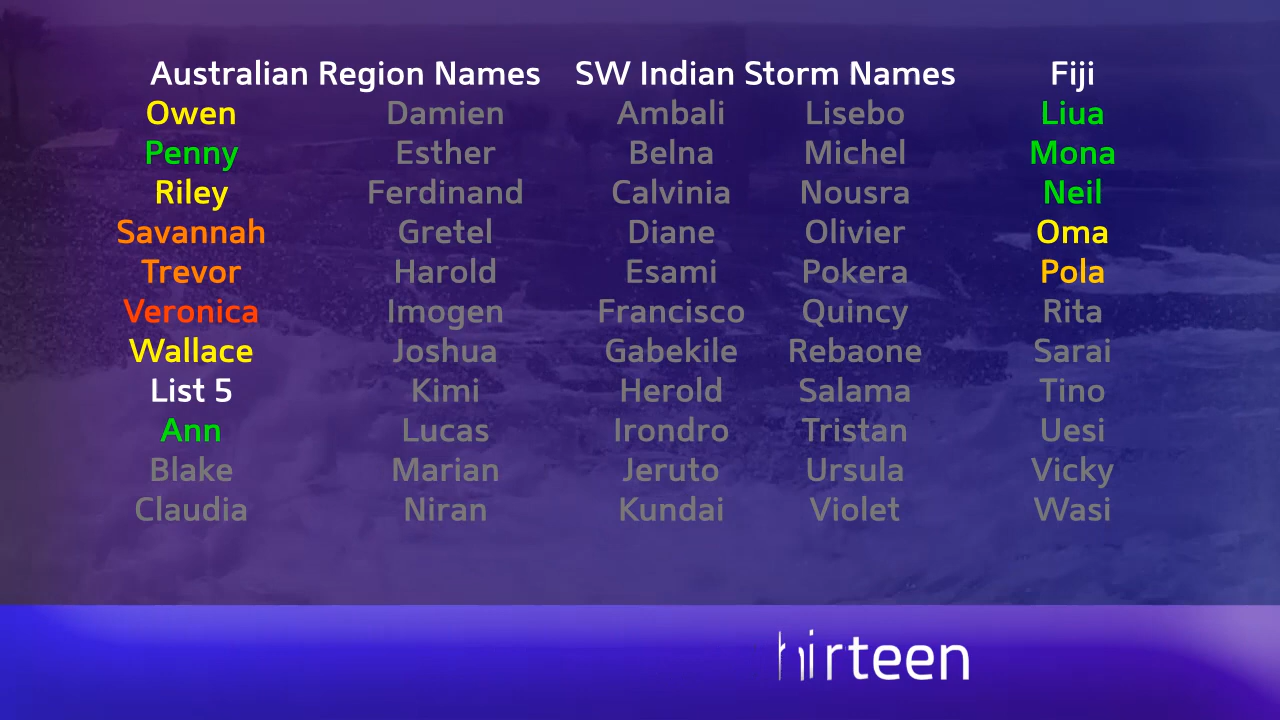 Australian Region Names SW Indian Storm Names Fiji
Owen Damien Ambali Lisebo Liua
Penny Esther Belna Michel Mona
Riley Ferdinand Calvinia Nousra Neil
Savannah Gretel Diane Olivier Oma
Trevor Harold Esami Pokera Pola
Veronica Imogen Francisco Quincy Rita
Wallace Joshua Gabekile Rebaone Sarai
List 5 Kimi Herold Salama Tino
Ann Lucas Irondro Tristan Uesi
Blake Marian Jeruto Ursula Vicky
Claudia Niran Kundai Violet Wasi
thirteen